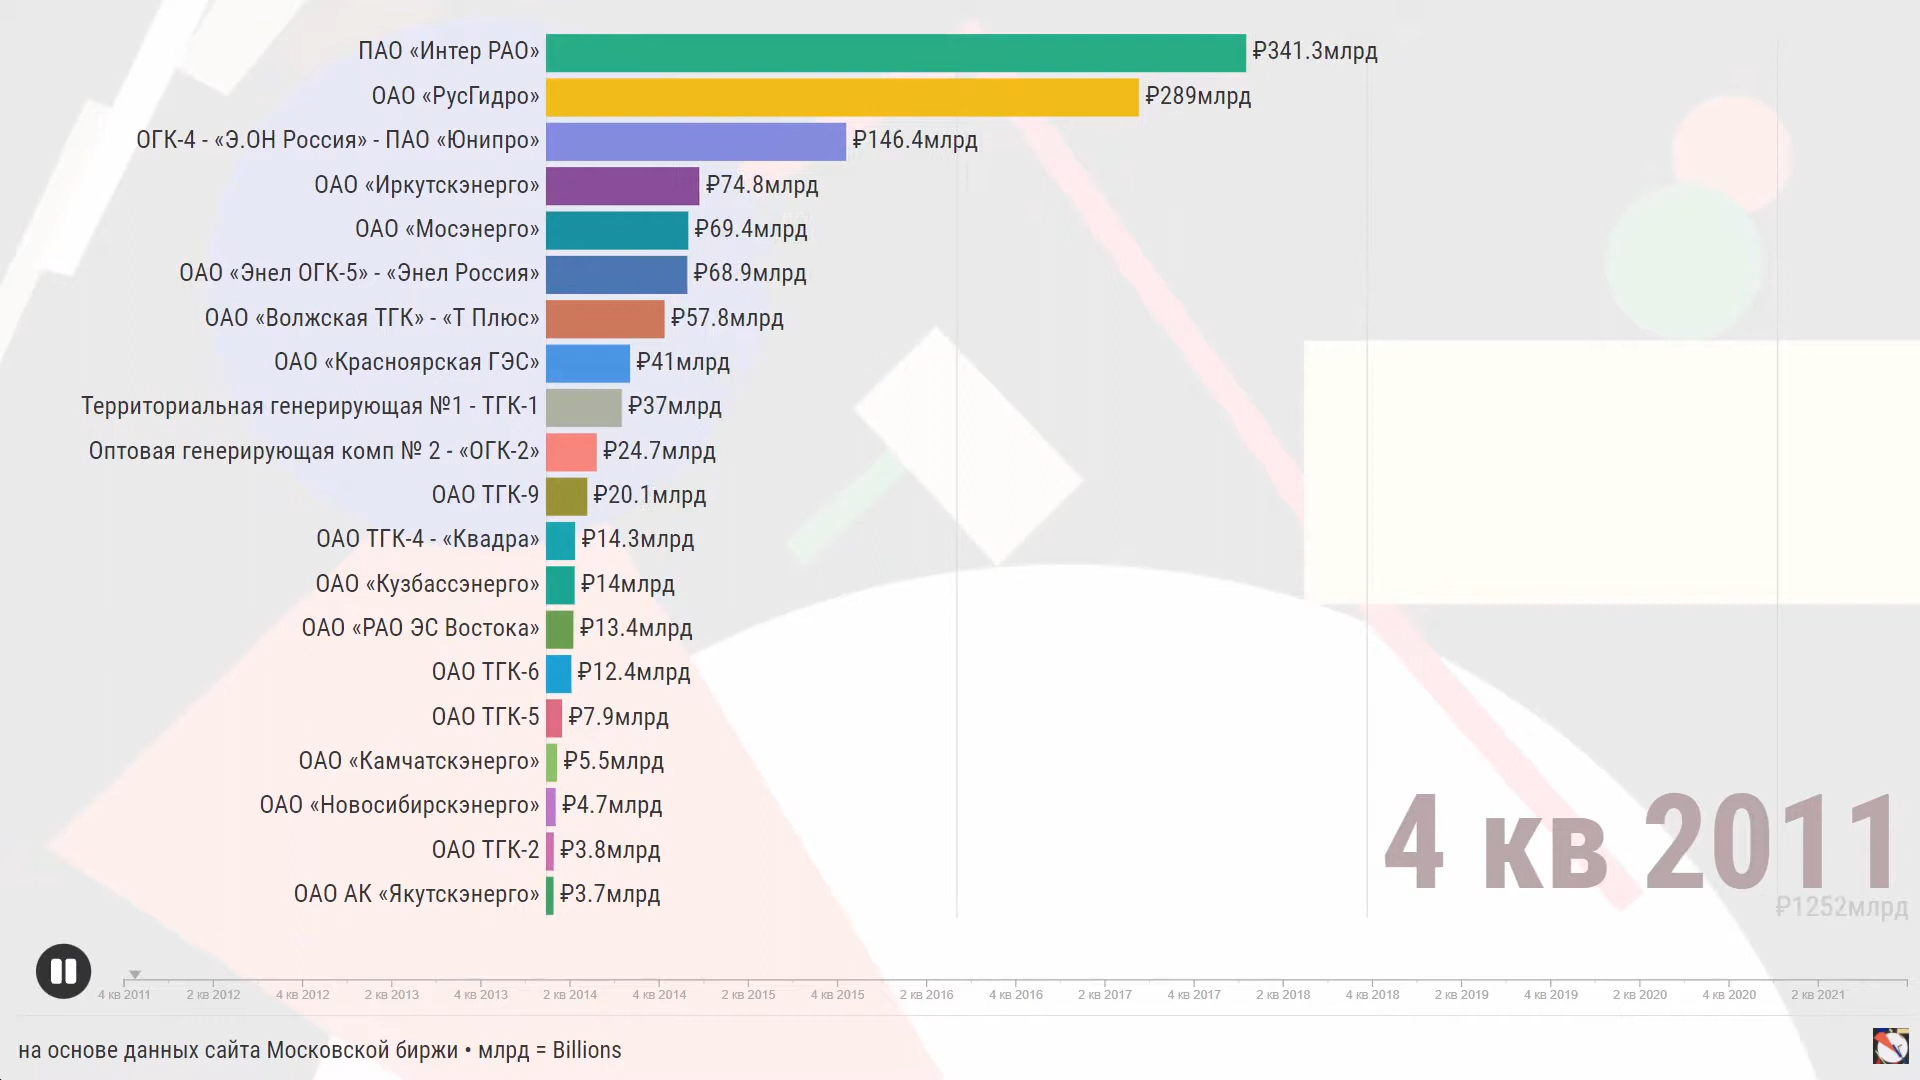 ПАО «Интер РАО» ₽341.3млрд
ОАО «РусГидро» ₽289млрд
ОГК-4 - «Э.ОН Россия» - ПАО «Юнипро» ₽146.4млрд
ОАО «Иркутскэнерго» ₽74.8млрд
ОАО «Мосэнерго» ₽69.4млрд
ОАО «Энел ОГК-5» - «Энел Россия» ₽68.9млрд
ОАО «Волжская ТГК» - «Т Плюс» ₽57.8млрд
ОАО «Красноярская ГЭС» ₽41млрд
Территориальная генерирующая №1 - ТГК-1 ₽37млрд
Оптовая генерирующая комп № 2 - «ОГК-2» ₽24.7млрд
ОАО ТГК-9 ₽20.1млрд
ОАО ТГК-4 - «Квадра» ₽14.3млрд
ОАО «Кузбассэнерго» ₽14млрд
ОАО «РАО ЭС Востока» ₽13.4млрд
ОАО ТГК-6 ₽12.4млрд
ОАО ТГК-5 ₽7.9млрд
ОАО «Камчатскэнерго» ₽5.5млрд
ОАО «Новосибирскэнерго» ₽4.7млрд
ОАО ТГК-2 ₽3.8млрд
ОАО АК «Якутскэнерго» ₽3.7млрд
4 кв 2011
₽1252млрд
4 кв 2011 2 кв 2012 4 кв 2012 2 кв 2013 4 кв 2013 2 кв 2014 4 кв 2014 2 кв 2015 4 кв 2015 2 кв 2016 4 кв 2016 2 кв 2017 4 кв 2017 2 кв 2018 4 кв 2018 2 кв 2019 4 кв 2019 2 кв 2020 4 кв 2020 2 кв 2021
на основе данных сайта Московской биржи • млрд = Billions